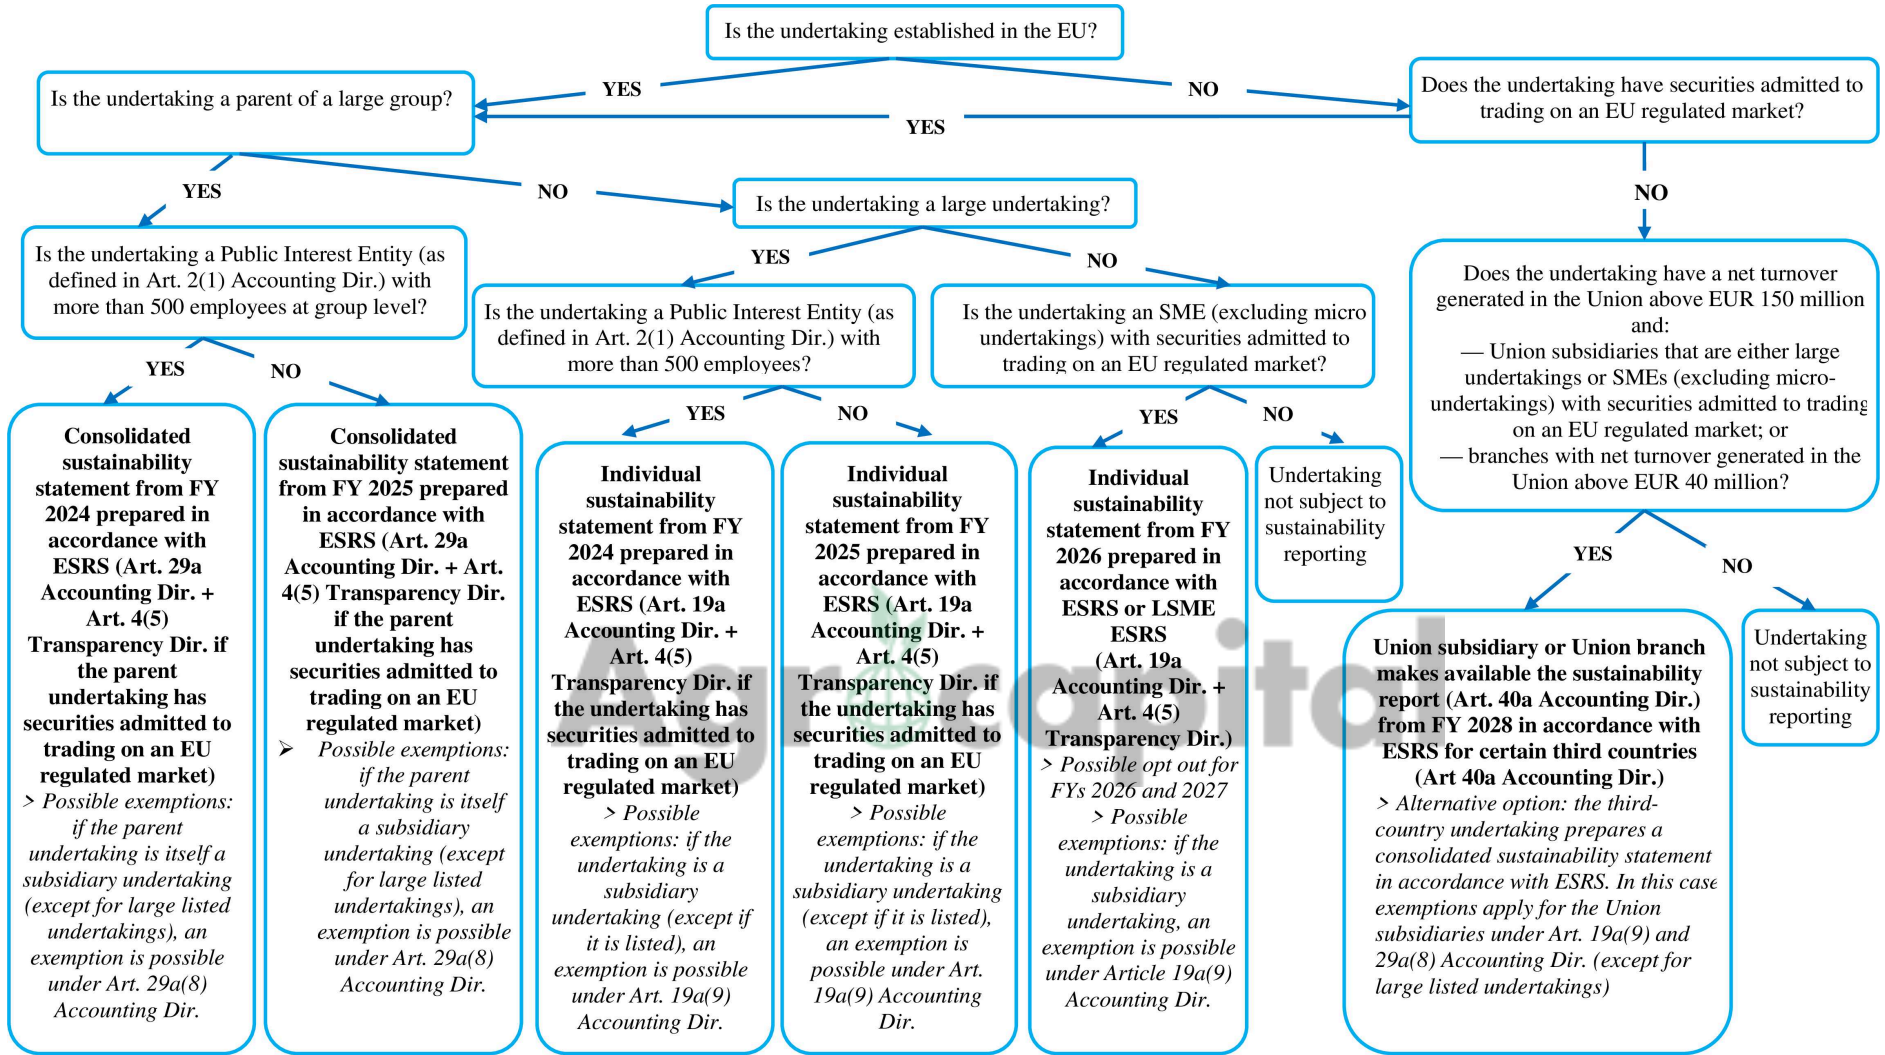 Is the undertaking established in the EU?
YES
NO
Is the undertaking a parent of a large group?
Does the undertaking have securities admitted to
trading on an EU regulated market?
YES
YES
NO
Is the undertaking a large undertaking?
NO
Is the undertaking a Public Interest Entity (as
defined in Art. 2(1) Accounting Dir.) with
more than 500 employees at group level?
YES
NO
Is the undertaking a Public Interest Entity (as
defined in Art. 2(1) Accounting Dir.) with
more than 500 employees?
Is the undertaking an SME (excluding micro
undertakings) with securities admitted to
trading on an EU regulated market?
Does the undertaking have a net turnover
generated in the Union above EUR 150 million
and:
— Union subsidiaries that are either large
undertakings or SMEs (excluding micro-
undertakings) with securities admitted to trading
on an EU regulated market; or
— branches with net turnover generated in the
Union above EUR 40 million?
YES
NO
YES
NO
YES
NO
YES
NO
Consolidated
sustainability
statement from FY
2024 prepared in
accordance with
ESRS (Art. 29a
Accounting Dir. +
Art. 4(5)
Transparency Dir. if
the parent
undertaking has
securities admitted to
trading on an EU
regulated market)
> Possible exemptions:
if the parent
undertaking is itself a
subsidiary undertaking
(except for large listed
undertakings), an
exemption is possible
under Art. 29a(8)
Accounting Dir.
Consolidated
sustainability statement
from FY 2025 prepared
in accordance with
ESRS (Art. 29a
Accounting Dir. + Art.
4(5) Transparency Dir.
if the parent
undertaking has
securities admitted to
trading on an EU
regulated market)
➢ Possible exemptions:
if the parent
undertaking is itself
a subsidiary
undertaking (except
for large listed
undertakings), an
exemption is possible
under Art. 29a(8)
Accounting Dir.
Individual
sustainability
statement from FY
2024 prepared in
accordance with
ESRS (Art. 19a
Accounting Dir. +
Art. 4(5)
Transparency Dir. if
the undertaking has
securities admitted to
trading on an EU
regulated market)
> Possible
exemptions: if the
undertaking is a
subsidiary
undertaking (except if
it is listed), an
exemption is possible
under Art. 19a(9)
Accounting Dir.
Individual
sustainability
statement from FY
2025 prepared in
accordance with
ESRS (Art. 19a
Accounting Dir. +
Art. 4(5)
Transparency Dir. if
the undertaking has
securities admitted to
trading on an EU
regulated market)
> Possible
exemptions: if the
undertaking is a
subsidiary undertaking
(except if it is listed),
an exemption is
possible under Art.
19a(9) Accounting
Dir.
Individual
sustainability
statement from FY
2026 prepared in
accordance with
ESRS or LSME
ESRS
(Art. 19a
Accounting Dir. +
Art. 4(5)
Transparency Dir.)
> Possible opt out for
FYs 2026 and 2027
> Possible
exemptions: if the
undertaking is a
subsidiary
undertaking, an
exemption is possible
under Article 19a(9)
Accounting Dir.
Undertaking
not subject to
sustainability
reporting
Union subsidiary or Union branch
makes available the sustainability
report (Art. 40a Accounting Dir.)
from FY 2028 in accordance with
ESRS for certain third countries
(Art 40a Accounting Dir.)
> Alternative option: the third-
country undertaking prepares a
consolidated sustainability statement
in accordance with ESRS. In this case
exemptions apply for the Union
subsidiaries under Art. 19a(9) and
29a(8) Accounting Dir. (except for
large listed undertakings)
Undertaking
not subject to
sustainability
reporting
Agrocapital